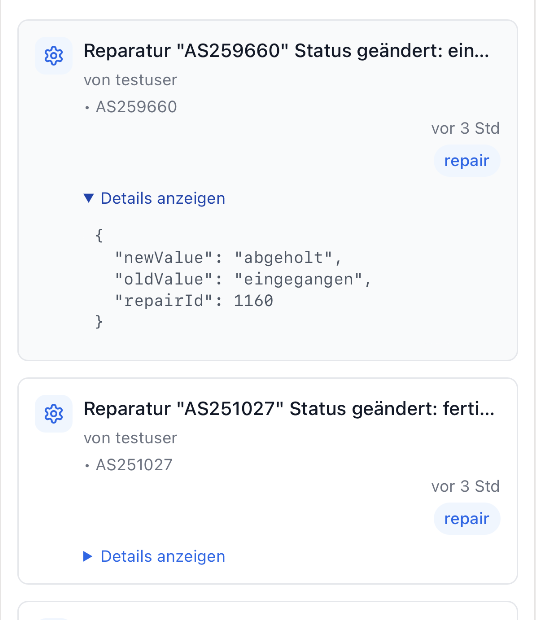 Reparatur "AS259660" Status geändert: ein...
von testuser
• AS259660
vor 3 Std
repair
▼ Details anzeigen
{
  "newValue": "abgeholt",
  "oldValue": "eingegangen",
  "repairId": 1160
}
Reparatur "AS251027" Status geändert: ferti...
von testuser
• AS251027
vor 3 Std
repair
▶ Details anzeigen